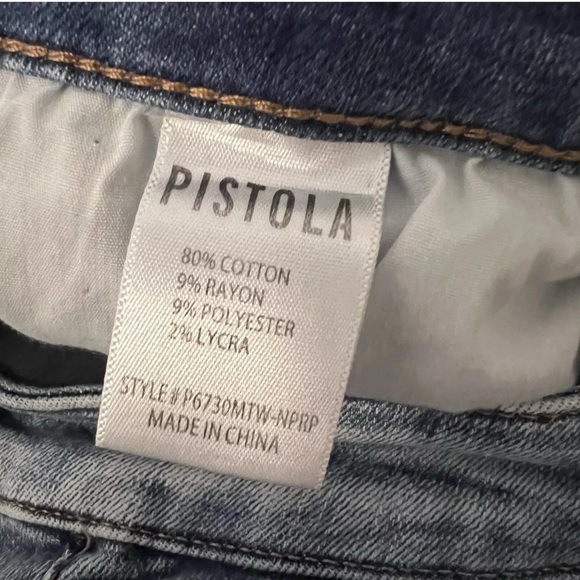 PISTOLA
80% COTTON
9% RAYON
9% POLYESTER
2% LYCRA
STYLE # P6730MTW-NPRP
MADE IN CHINA